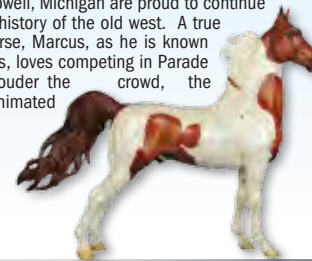 well, Michigan are proud to continue
history of the old west. A true
rse, Marcus, as he is known
s, loves competing in Parade
ouder the crowd, the
nimated